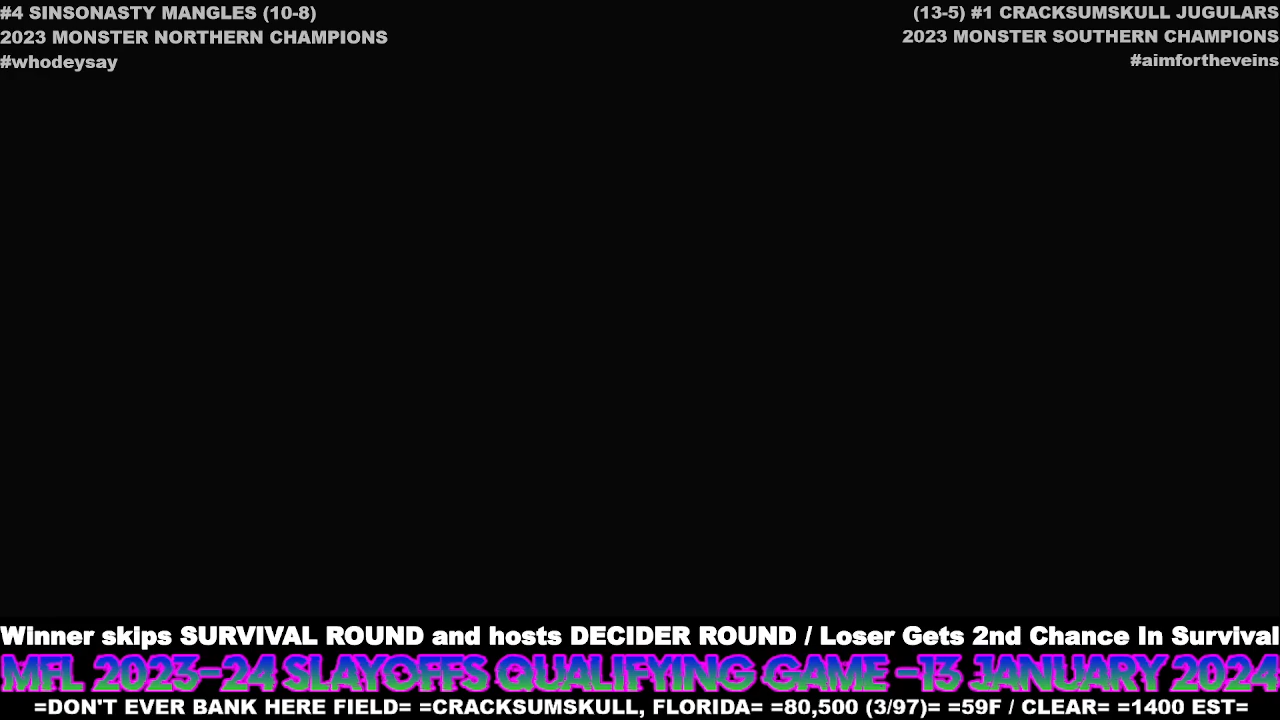 #4 SINSONASTY MANGLES (10-8)
2023 MONSTER NORTHERN CHAMPIONS
#whodeysay
(13-5) #1 CRACKSUMSKULL JUGULARS
2023 MONSTER SOUTHERN CHAMPIONS
#aimfortheveins
Winner skips SURVIVAL ROUND and hosts DECIDER ROUND / Loser Gets 2nd Chance In Survival
MFL 2023-24 SLAYOFFS QUALIFYING GAME -13 JANUARY 2024
=DON'T EVER BANK HERE FIELD= =CRACKSUMSKULL, FLORIDA= =80,500 (3/97)= =59F / CLEAR= =1400 EST=